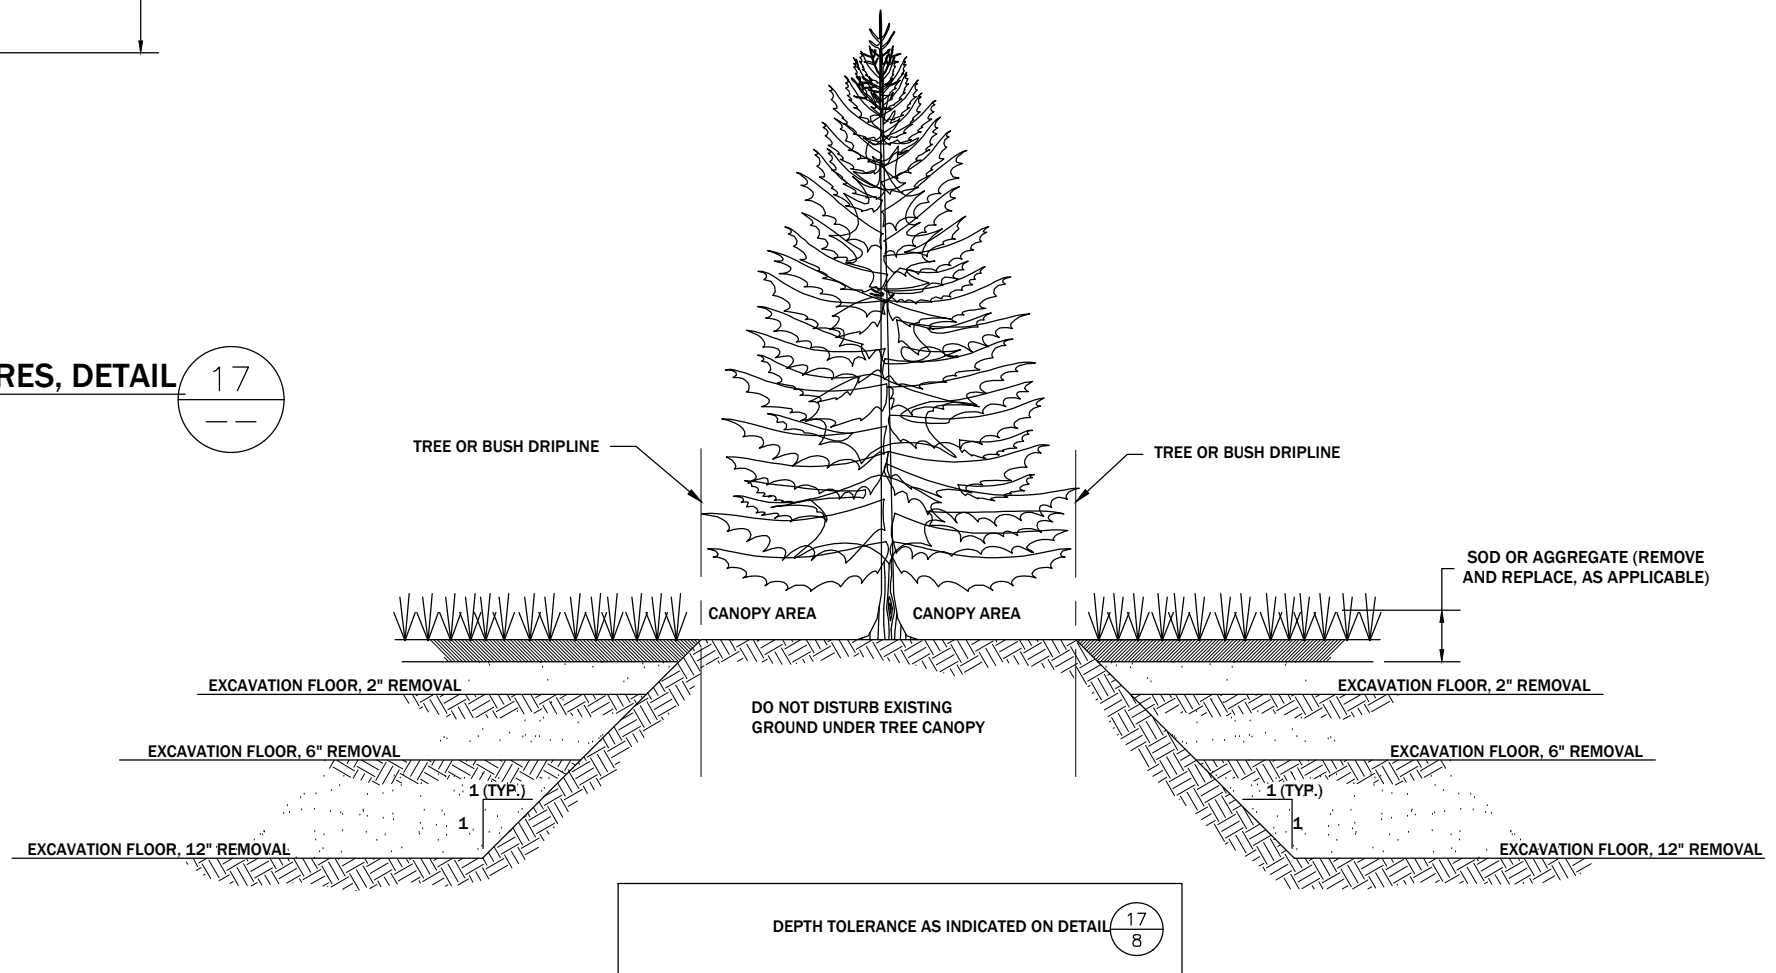 RES, DETAIL
17
TREE OR BUSH DRIPLINE
TREE OR BUSH DRIPLINE
SOD OR AGGREGATE (REMOVE
AND REPLACE, AS APPLICABLE)
CANOPY AREA
CANOPY AREA
EXCAVATION FLOOR, 2" REMOVAL
EXCAVATION FLOOR, 2" REMOVAL
DO NOT DISTURB EXISTING
GROUND UNDER TREE CANOPY
EXCAVATION FLOOR, 6" REMOVAL
EXCAVATION FLOOR, 6" REMOVAL
1 (TYP.)
1
1 (TYP.)
1
EXCAVATION FLOOR, 12" REMOVAL
EXCAVATION FLOOR, 12" REMOVAL
DEPTH TOLERANCE AS INDICATED ON DETAIL
17
8